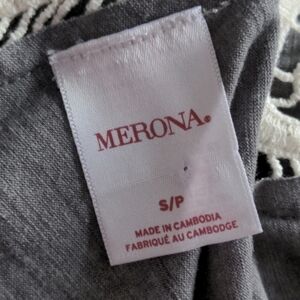 MERONA®
S/P
MADE IN CAMBODIA
FABRIQUÉ AU CAMBODGE